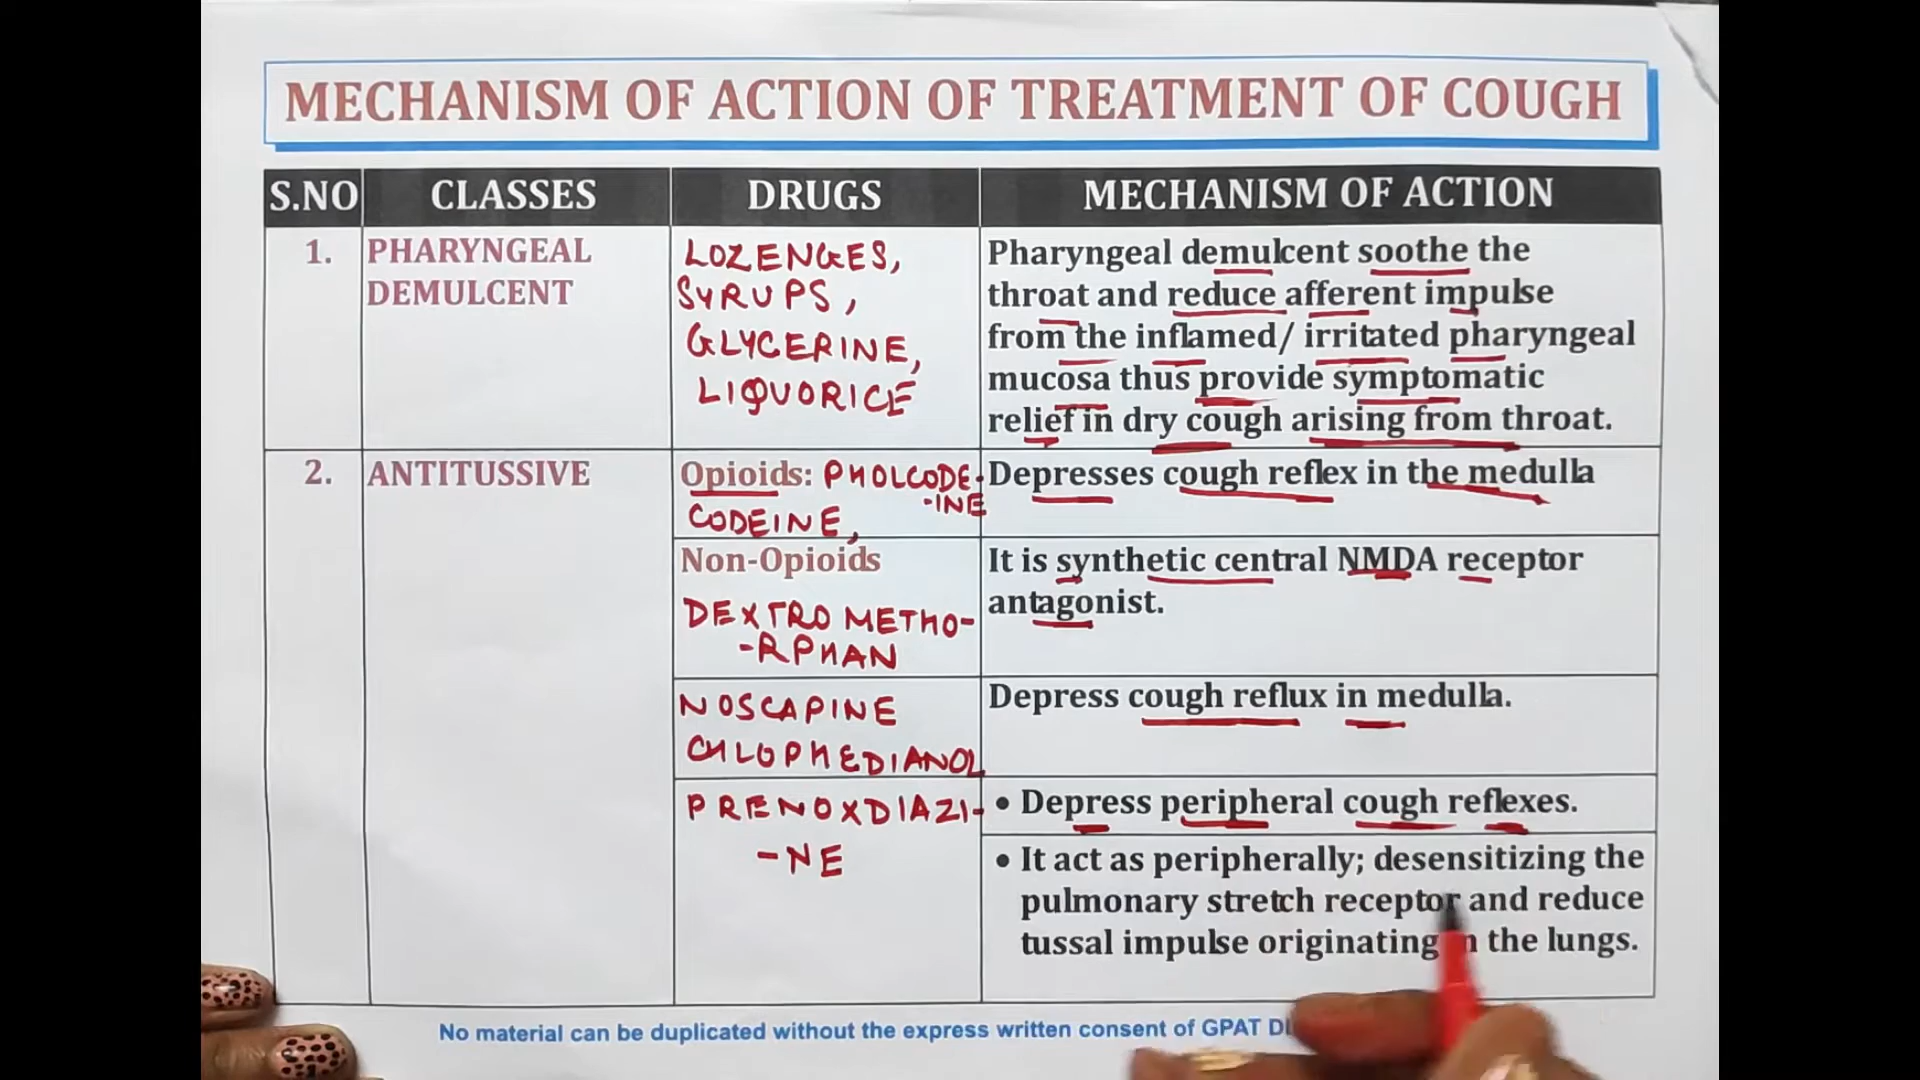 MECHANISM OF ACTION OF TREATMENT OF COUGH
S.NO CLASSES DRUGS MECHANISM OF ACTION
1. PHARYNGEAL
DEMULCENT
LOZENGES,
SYRUPS,
GLYCERINE,
LIQUORICE
Pharyngeal demulcent soothe the
throat and reduce afferent impulse
from the inflamed/ irritated pharyngeal
mucosa thus provide symptomatic
relief in dry cough arising from throat.
2. ANTITUSSIVE
Opioids: PHOLCODE-
-INE
CODEINE,
Depresses cough reflex in the medulla
Non-Opioids
DEXTROMETHO-
-RPHAN
It is synthetic central NMDA receptor
antagonist.
NOSCAPINE
CHLOPHEDIANOL
Depress cough reflux in medulla.
PRENOXDIAZI-
-NE
• Depress peripheral cough reflexes.
• It act as peripherally; desensitizing the
pulmonary stretch receptor and reduce
tussal impulse originating the lungs.
No material can be duplicated without the express written consent of GPAT